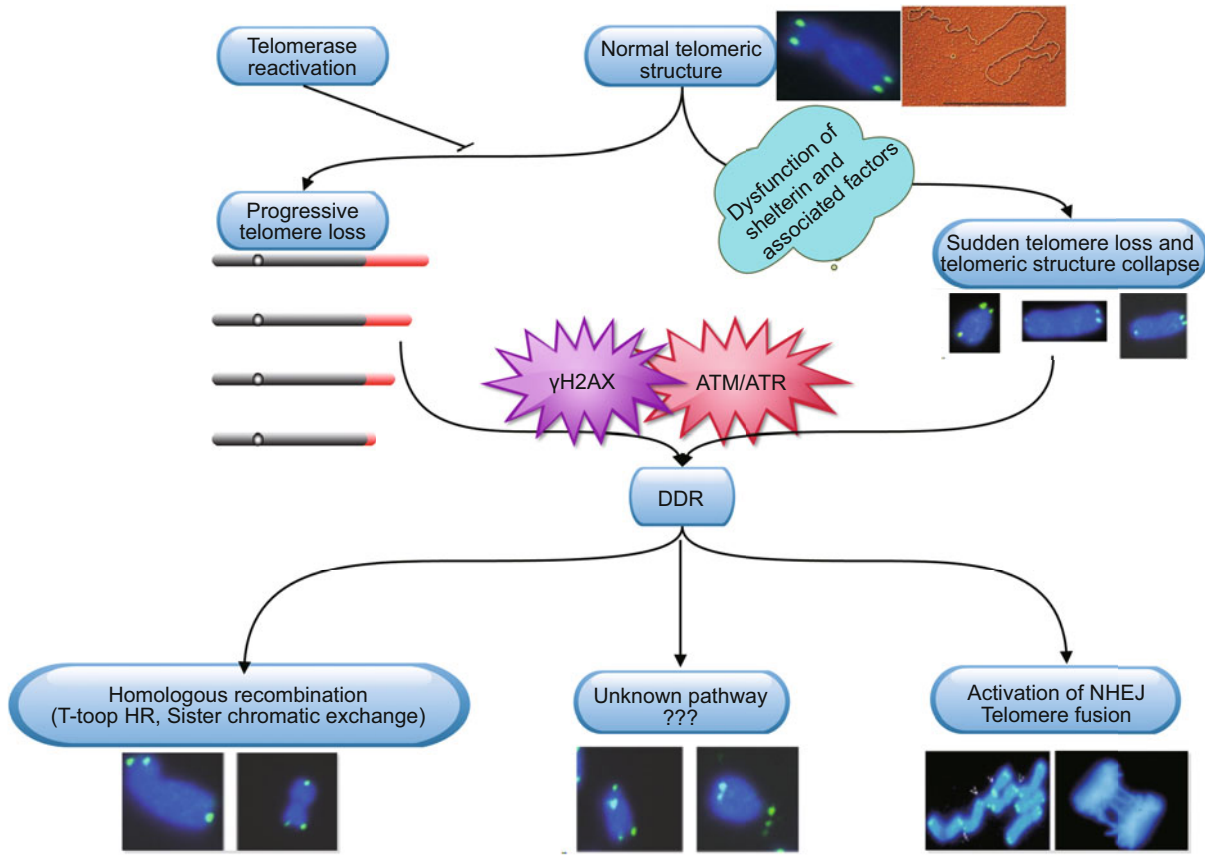 Telomerase
reactivation
Normal telomeric
structure
Dysfunction of
shelterin and
associated factors
Progressive
telomere loss
Sudden telomere loss and
telomeric structure collapse
γH2AX
ATM/ATR
DDR
Homologous recombination
(T-toop HR, Sister chromatic exchange)
Unknown pathway
???
Activation of NHEJ
Telomere fusion